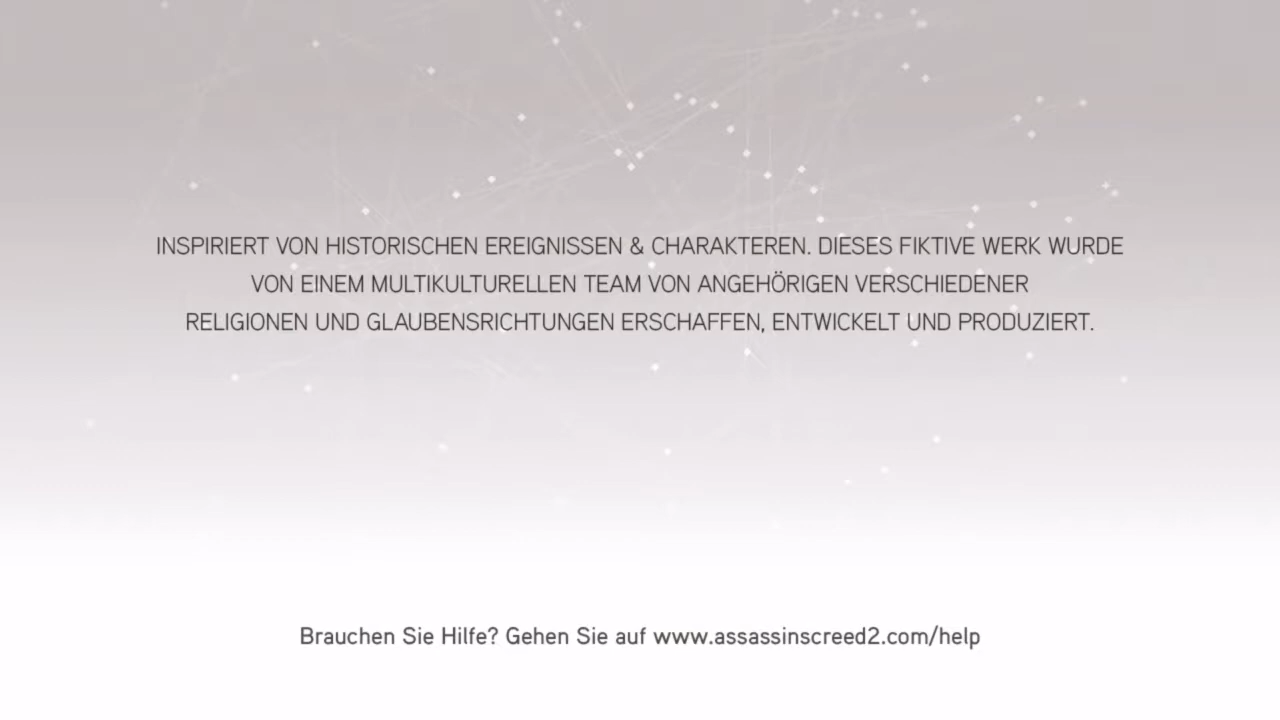 INSPIRIERT VON HISTORISCHEN EREIGNISSEN & CHARAKTEREN. DIESES FIKTIVE WERK WURDE
VON EINEM MULTIKULTURELLEN TEAM VON ANGEHÖRIGEN VERSCHIEDENER
RELIGIONEN UND GLAUBENSRICHTUNGEN ERSCHAFFEN, ENTWICKELT UND PRODUZIERT.
Brauchen Sie Hilfe? Gehen Sie auf www.assassinscreed2.com/help